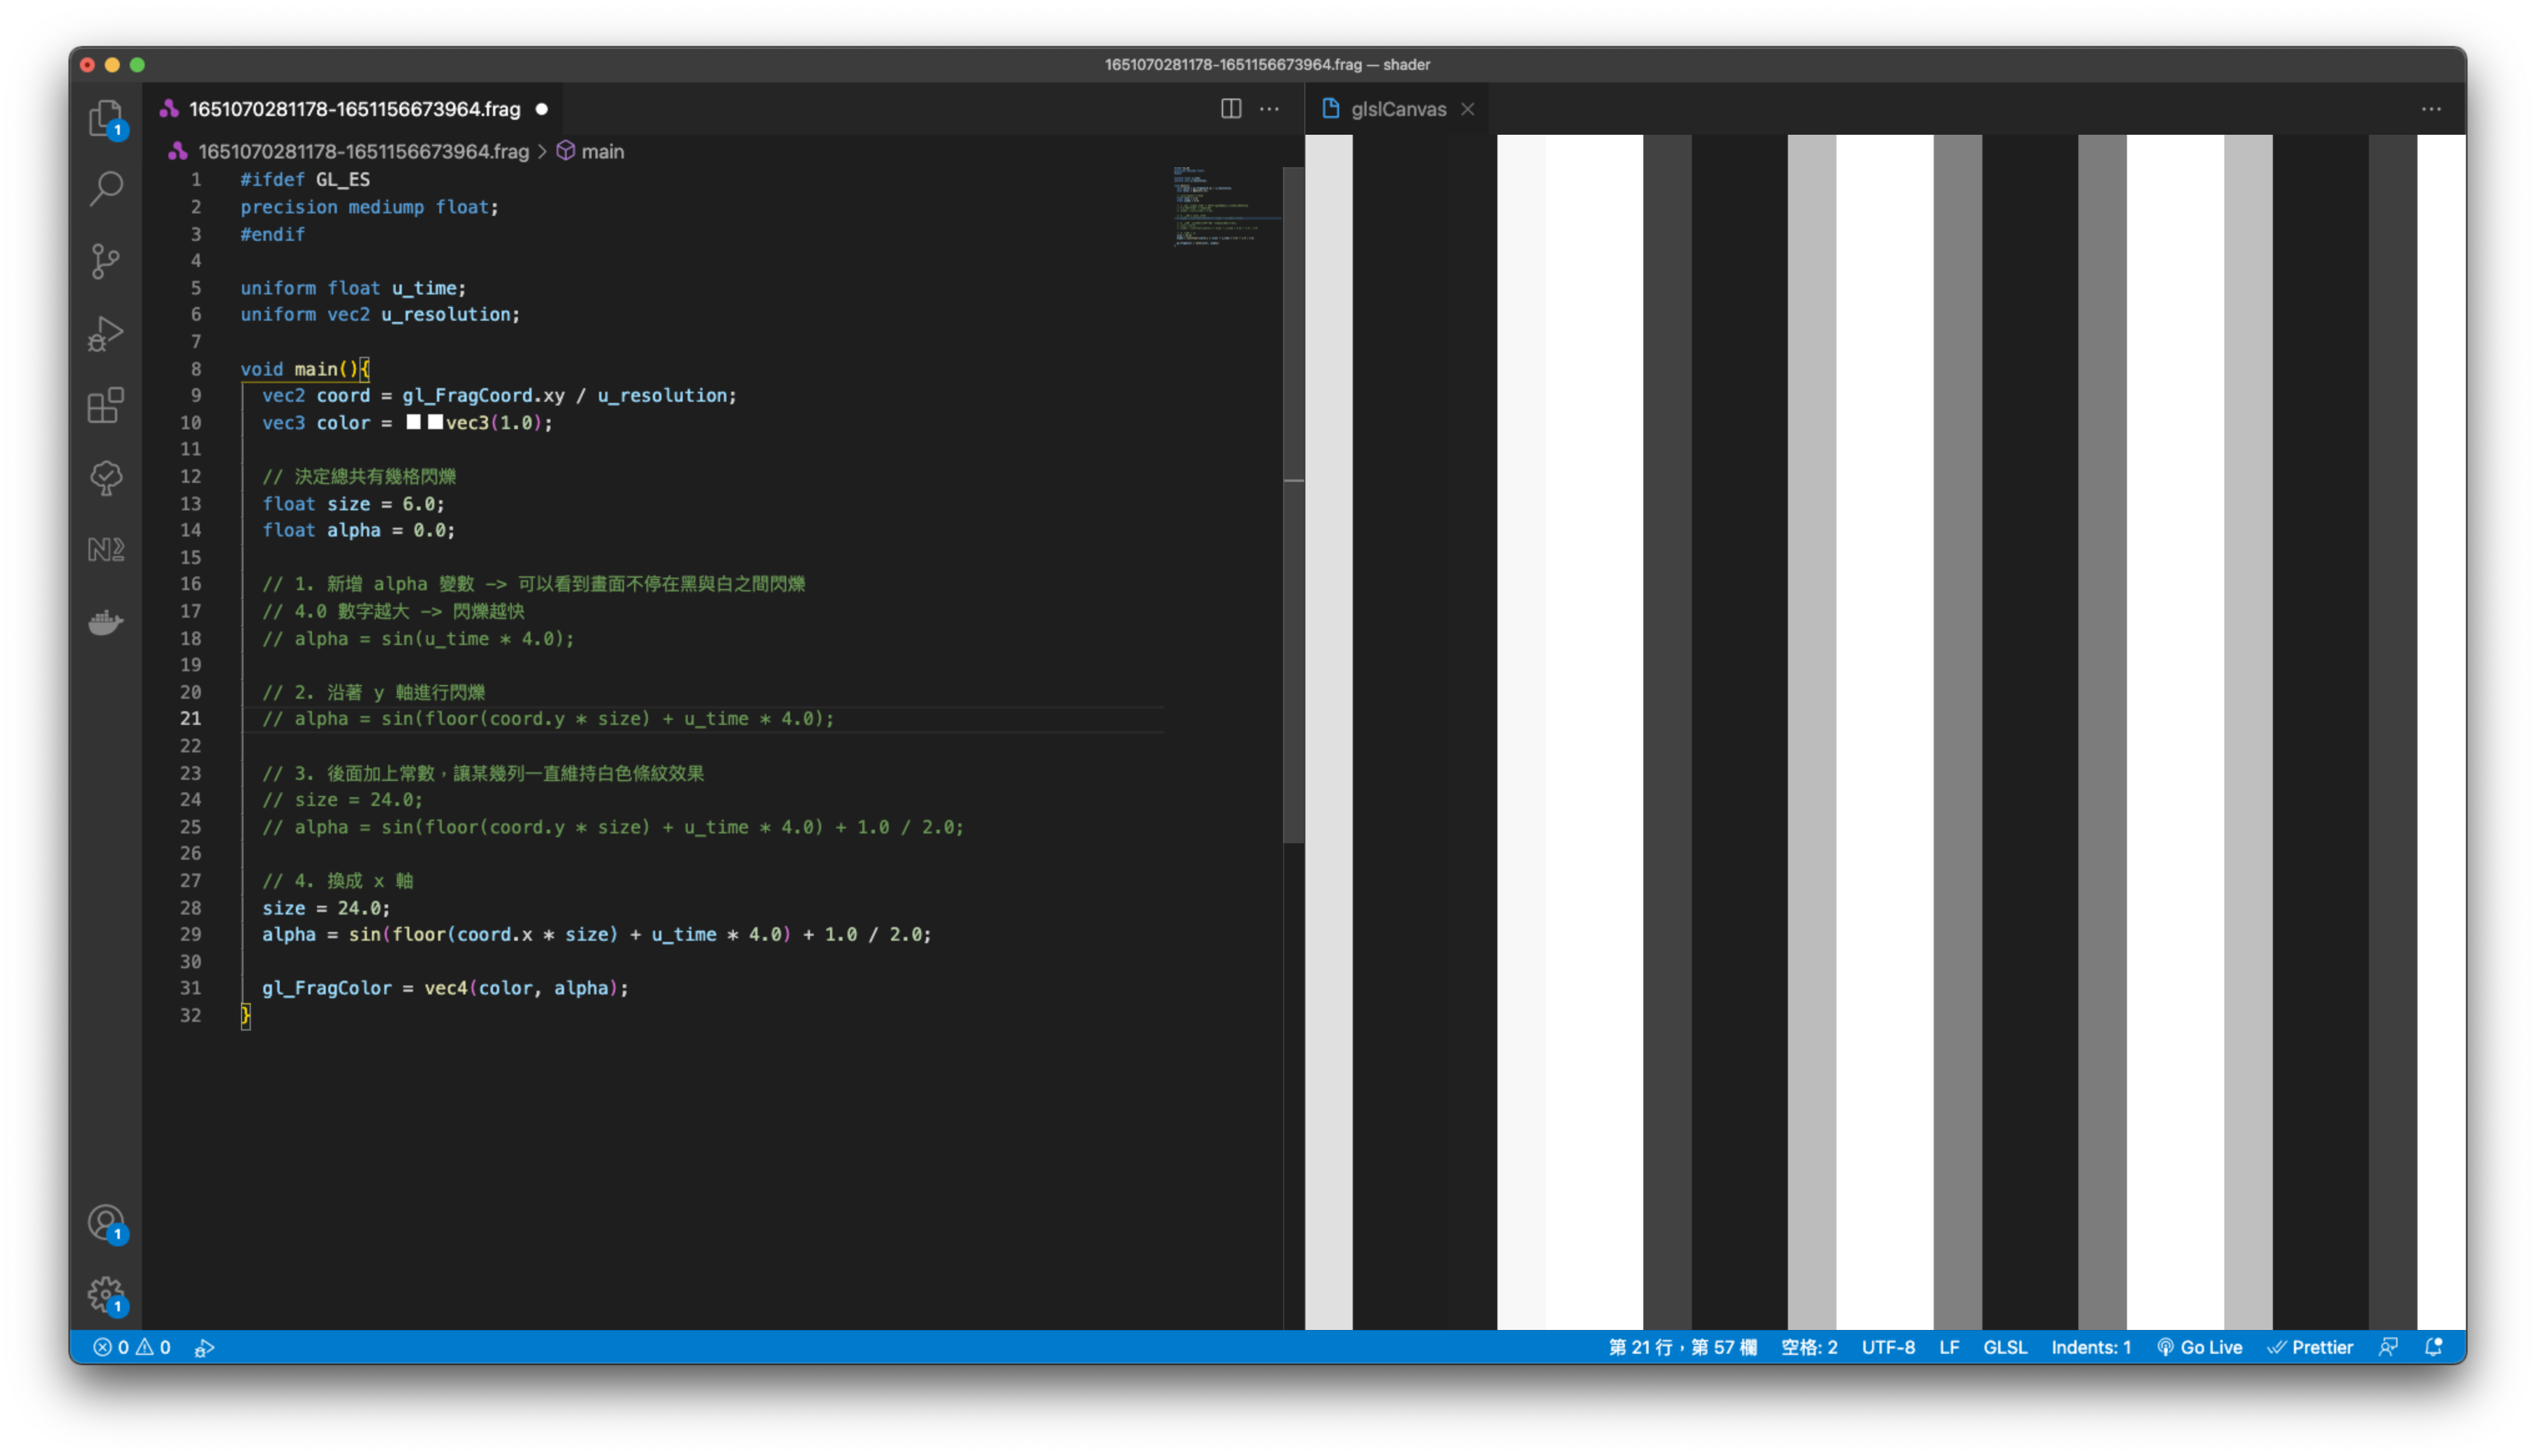 1651070281178-1651156673964.frag — shader
1651070281178-1651156673964.frag
glslCanvas
1651070281178-1651156673964.frag > main
1 #ifdef GL_ES
2 precision mediump float;
3 #endif
4
5 uniform float u_time;
6 uniform vec2 u_resolution;
7
8 void main(){
9 vec2 coord = gl_FragCoord.xy / u_resolution;
10 vec3 color = vec3(1.0);
11
12 // 決定總共有幾格閃爍
13 float size = 6.0;
14 float alpha = 0.0;
15
16 // 1. 新增 alpha 變數 -> 可以看到畫面不停在黑與白之間閃爍
17 // 4.0 數字越大 -> 閃爍越快
18 // alpha = sin(u_time * 4.0);
19
20 // 2. 沿著 y 軸進行閃爍
21 // alpha = sin(floor(coord.y * size) + u_time * 4.0);
22
23 // 3. 後面加上常數，讓某幾列一直維持白色條紋效果
24 // size = 24.0;
25 // alpha = sin(floor(coord.y * size) + u_time * 4.0) + 1.0 / 2.0;
26
27 // 4. 換成 x 軸
28 size = 24.0;
29 alpha = sin(floor(coord.x * size) + u_time * 4.0) + 1.0 / 2.0;
30
31 gl_FragColor = vec4(color, alpha);
32 }
1
1
1
0 0
第 21 行，第 57 欄 空格: 2 UTF-8 LF GLSL Indents: 1 Go Live Prettier